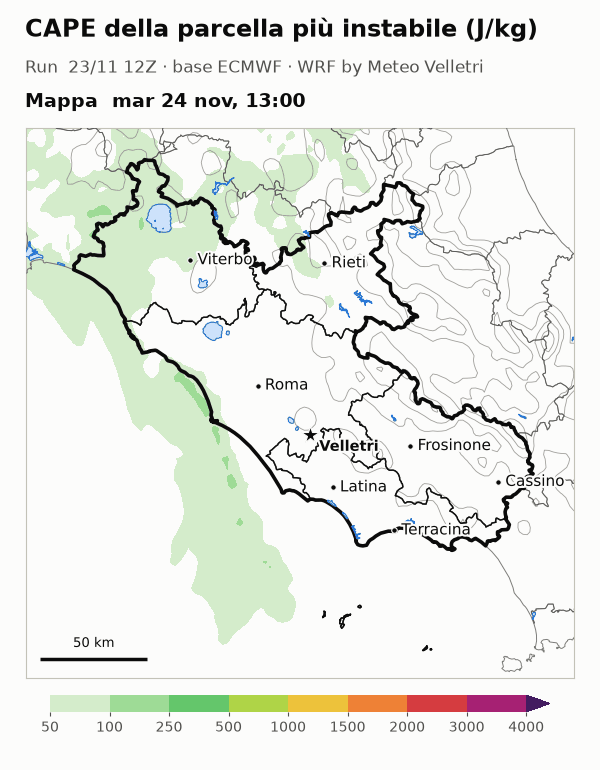 CAPE della parcella più instabile (J/kg)
Run  23/11 12Z · base ECMWF · WRF by Meteo Velletri
Mappa  mar 24 nov, 13:00
Viterbo
Rieti
Roma
Velletri
Frosinone
Latina
Cassino
Terracina
50 km
50 100 250 500 1000 1500 2000 3000 4000